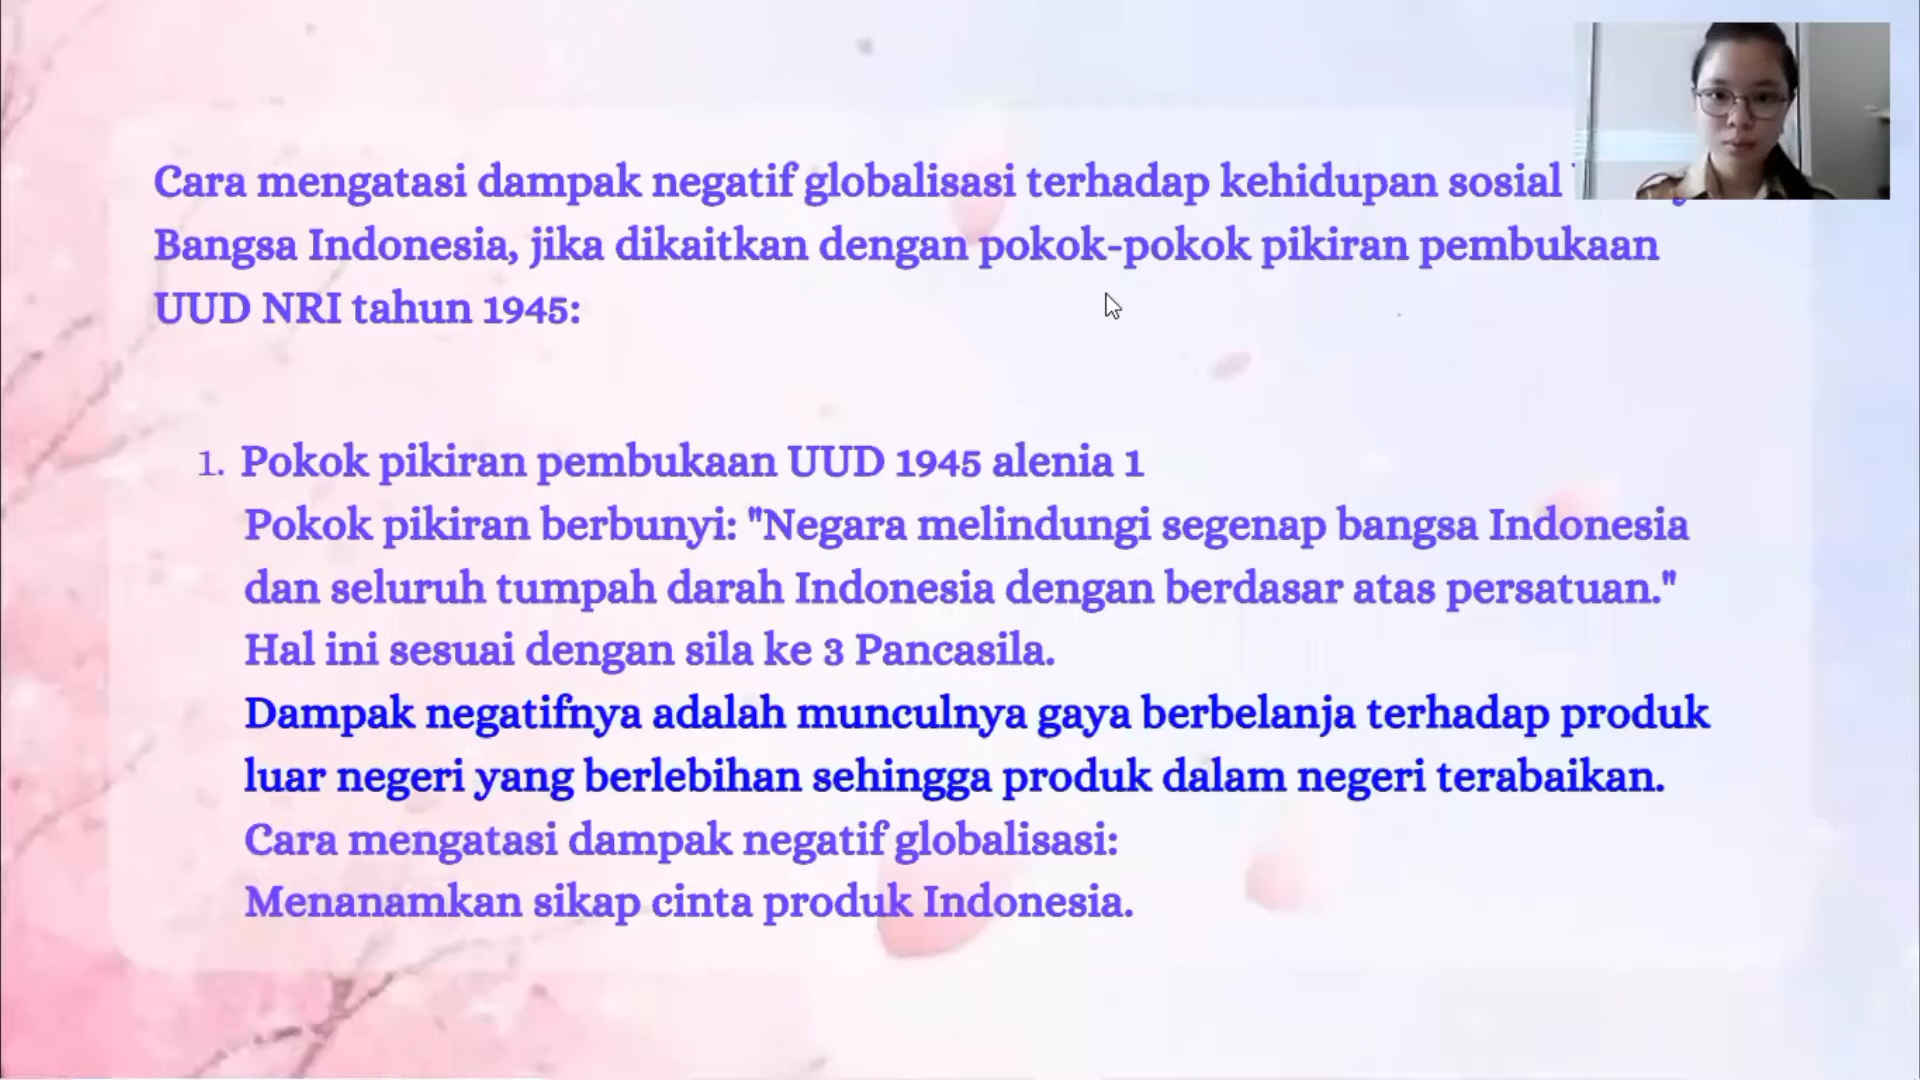 Cara mengatasi dampak negatif globalisasi terhadap kehidupan sosial
Bangsa Indonesia, jika dikaitkan dengan pokok-pokok pikiran pembukaan
UUD NRI tahun 1945:
1. Pokok pikiran pembukaan UUD 1945 alenia 1
Pokok pikiran berbunyi: "Negara melindungi segenap bangsa Indonesia
dan seluruh tumpah darah Indonesia dengan berdasar atas persatuan."
Hal ini sesuai dengan sila ke 3 Pancasila.
Dampak negatifnya adalah munculnya gaya berbelanja terhadap produk
luar negeri yang berlebihan sehingga produk dalam negeri terabaikan.
Cara mengatasi dampak negatif globalisasi:
Menanamkan sikap cinta produk Indonesia.